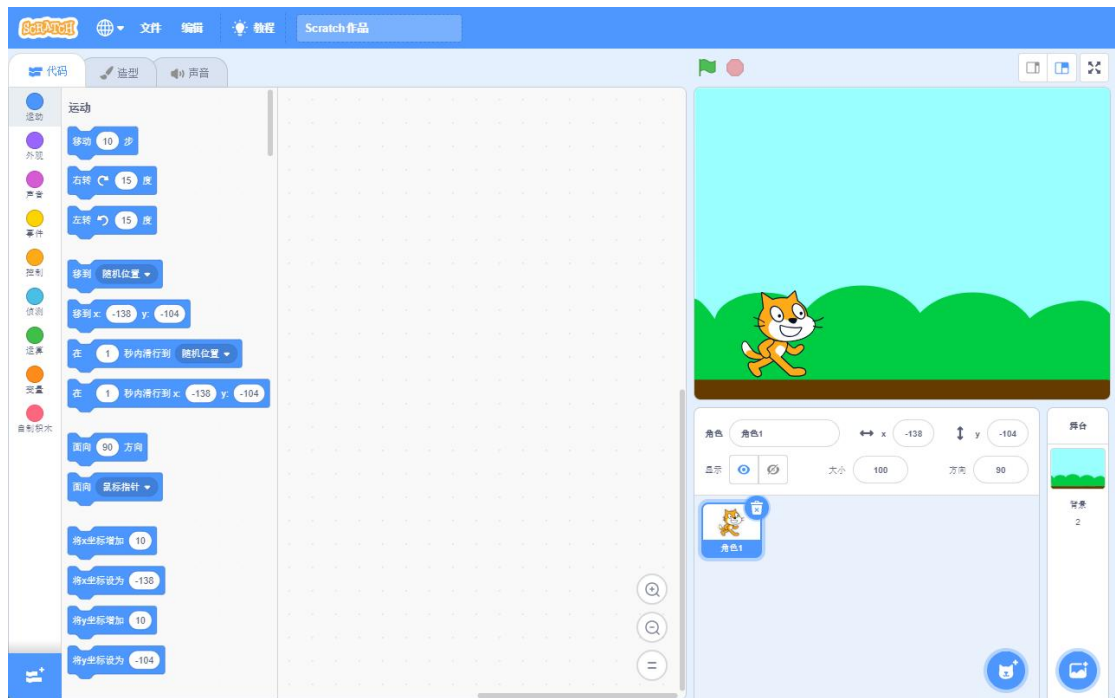 SCRATCH 文件 编辑 教程 Scratch作品
代码 造型 声音
运动
外观
声音
事件
控制
侦测
运算
变量
自制积木
运动
移动 10 步
右转 15 度
左转 15 度
移到 随机位置
移到 x: -138 y: -104
在 1 秒内滑行到 随机位置
在 1 秒内滑行到 x: -138 y: -104
面向 90 方向
面向 鼠标指针
将x坐标增加 10
将x坐标设为 -138
将y坐标增加 10
将y坐标设为 -104
角色 角色1 x -138 y -104
显示 大小 100 方向 90
角色1
舞台
背景
2